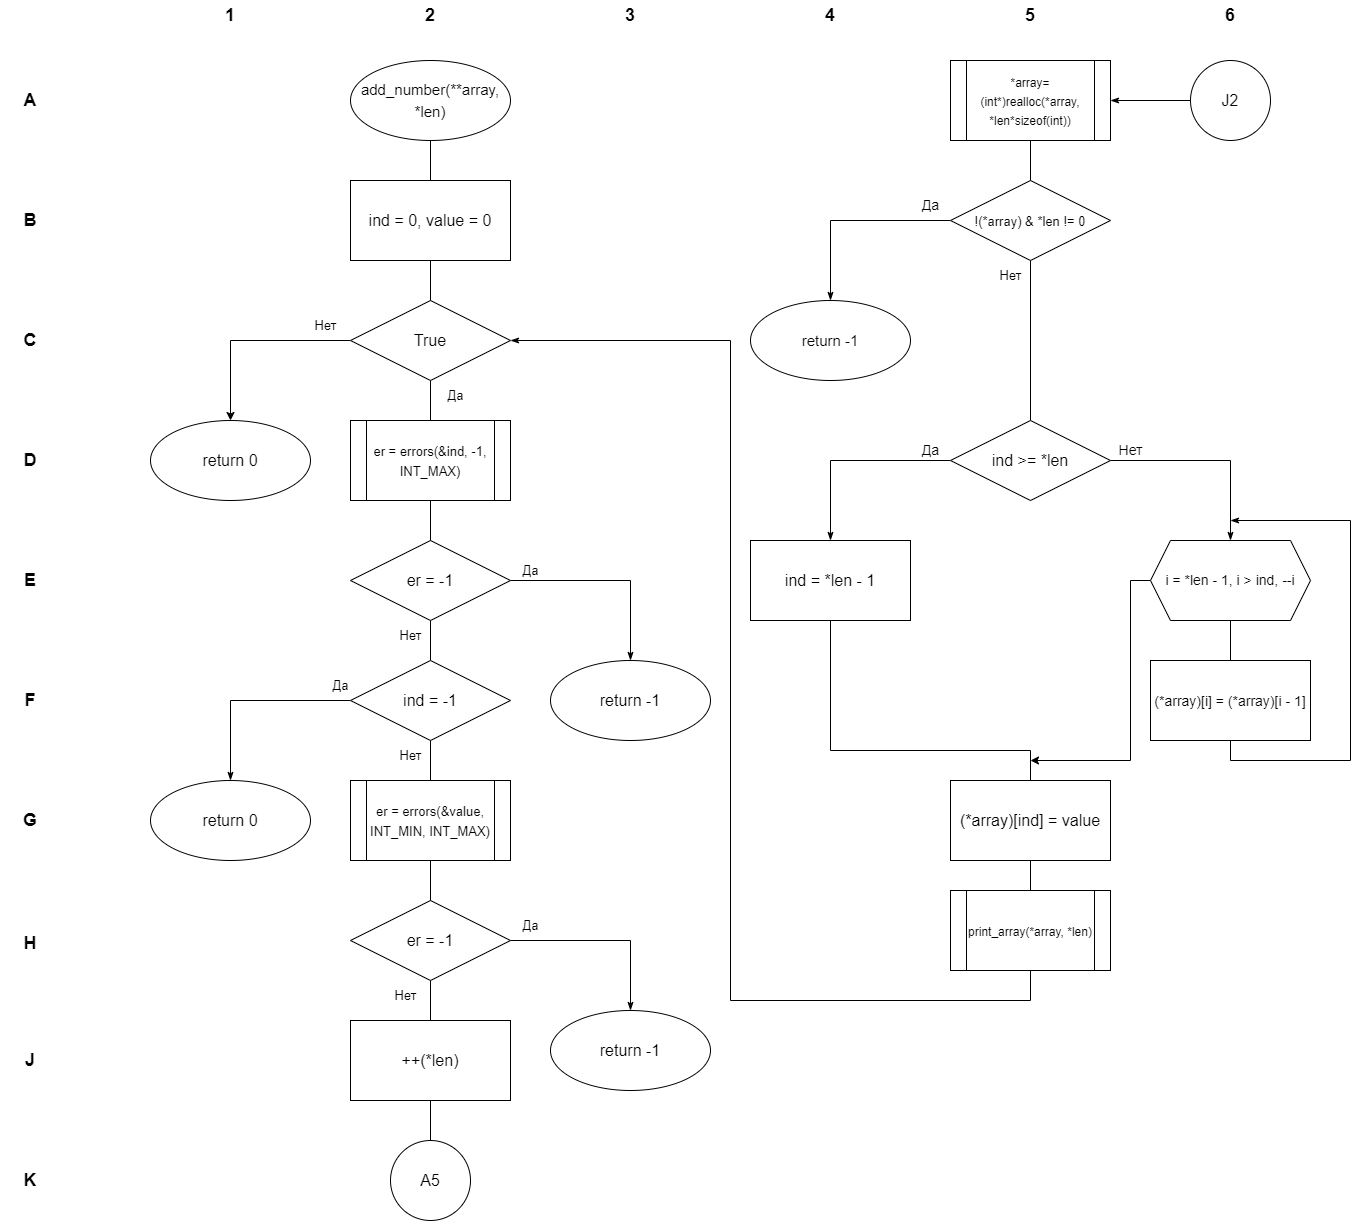 1 2 3 4 5 6
A
add_number(**array,
*len)
*array=
(int*)realloc(*array,
*len*sizeof(int))
J2
B
ind = 0, value = 0
Да
!(*array) & *len != 0
Нет
C
Нет
True
Да
return -1
D
return 0
er = errors(&ind, -1,
INT_MAX)
Да
ind >= *len
Нет
E
er = -1
Да
Нет
ind = *len - 1
i = *len - 1, i > ind, --i
F
Да
ind = -1
Нет
return -1
(*array)[i] = (*array)[i - 1]
G
return 0
er = errors(&value,
INT_MIN, INT_MAX)
(*array)[ind] = value
H
er = -1
Да
Нет
print_array(*array, *len)
J
++(*len)
return -1
K
A5